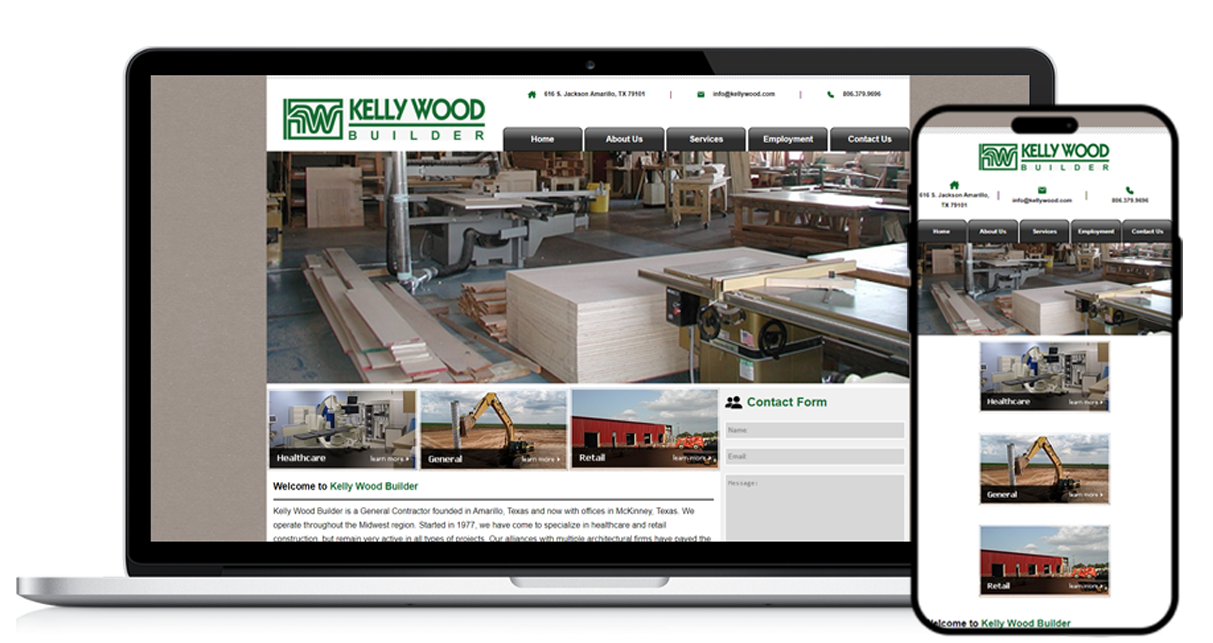 KELLY WOOD
BUILDER
616 S. Jackson Amarillo, TX 79101 | info@kellywood.com | 806.379.9696
Home About Us Services Employment Contact Us
Healthcare learn more
General learn more
Retail learn more
Contact Form
Name
Email
Message:
Welcome to Kelly Wood Builder
Kelly Wood Builder is a General Contractor founded in Amarillo, Texas and now with offices in McKinney, Texas. We
operate throughout the Midwest region. Started in 1977, we have come to specialize in healthcare and retail
construction, but remain very active in all types of projects. Our alliances with multiple architectural firms have paved the
KELLY WOOD
BUILDER
616 S. Jackson Amarillo,
TX 79101
| info@kellywood.com |
806.379.9696
Home About Us Services Employment Contact Us
Healthcare learn more
General learn more
Retail learn more
Welcome to Kelly Wood Builder